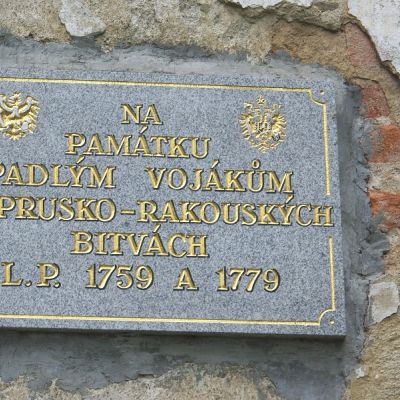 NA
PAMÁTKU
PADLÝM VOJÁKŮM
PRUSKO-RAKOUSKÝCH
BITVÁCH
L.P. 1759 A 1779